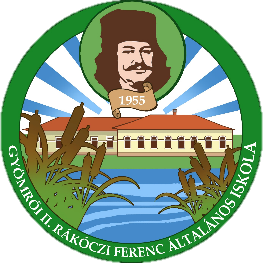 1955
GYÖMRŐI II. RÁKÓCZI FERENC ÁLTALÁNOS ISKOLA